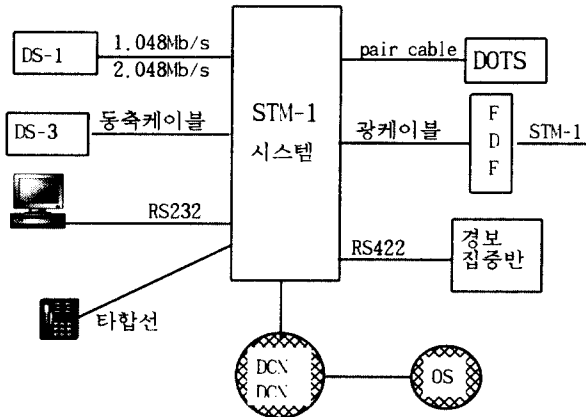 DS-1
1.048Mb/s
2.048Mb/s
DS-3
동축케이블
RS232
타합선
STM-1
시스템
pair cable
DOTS
광케이블
F
D
F
STM-1
RS422
경보
집중반
DCN
DCN
OS